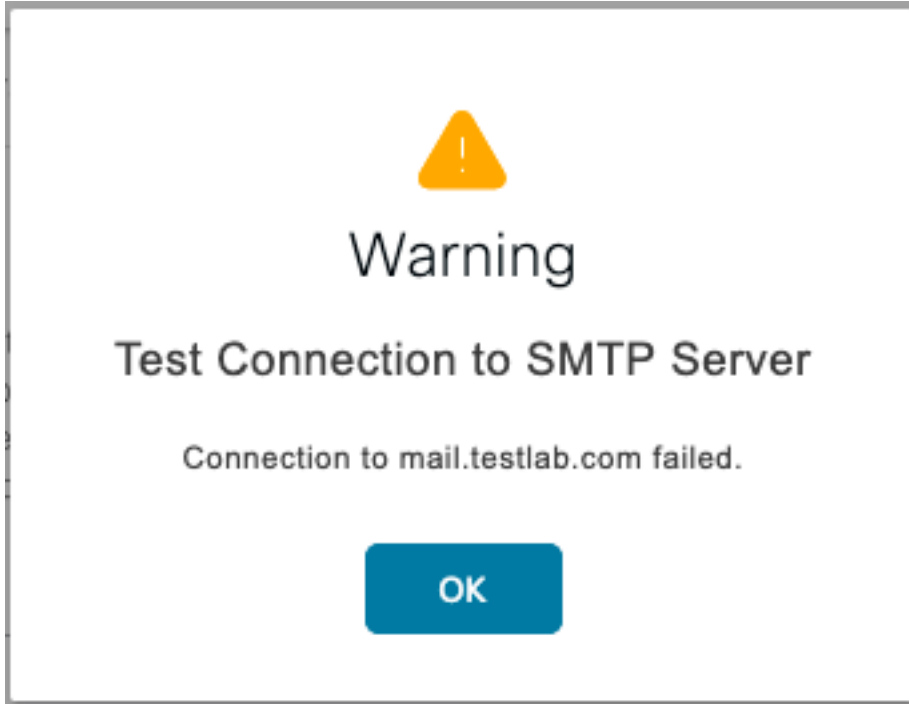 Warning
Test Connection to SMTP Server
Connection to mail.testlab.com failed.
OK